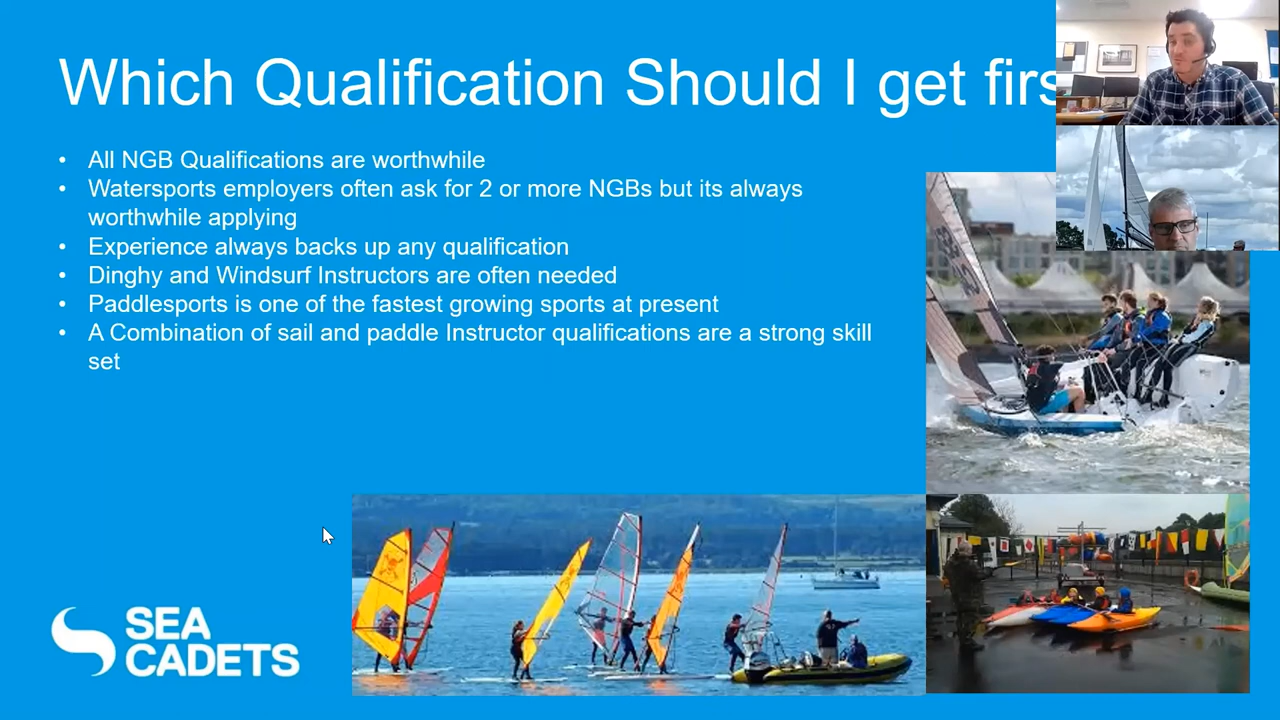 Which Qualification Should I get firs
• All NGB Qualifications are worthwhile
• Watersports employers often ask for 2 or more NGBs but its always
worthwhile applying
• Experience always backs up any qualification
• Dinghy and Windsurf Instructors are often needed
• Paddlesports is one of the fastest growing sports at present
• A Combination of sail and paddle Instructor qualifications are a strong skill
set
SEA
CADETS